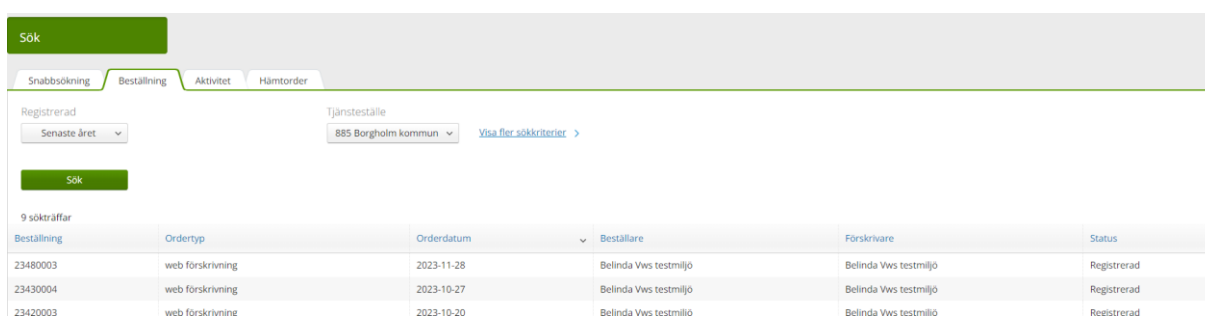 Sök
Snabbsökning Beställning Aktivitet Hämtorder
Registrerad Tjänsteställe
Senaste året 885 Borgholm kommun Visa fler sökkriterier
Sök
9 sökträffar
Beställning Ordertyp Orderdatum Beställare Förskrivare Status
23480003 web förskrivning 2023-11-28 Belinda Vws testmiljö Belinda Vws testmiljö Registrerad
23430004 web förskrivning 2023-10-27 Belinda Vws testmiljö Belinda Vws testmiljö Registrerad
23420003 web förskrivning 2023-10-20 Belinda Vws testmiljö Belinda Vws testmiljö Registrerad